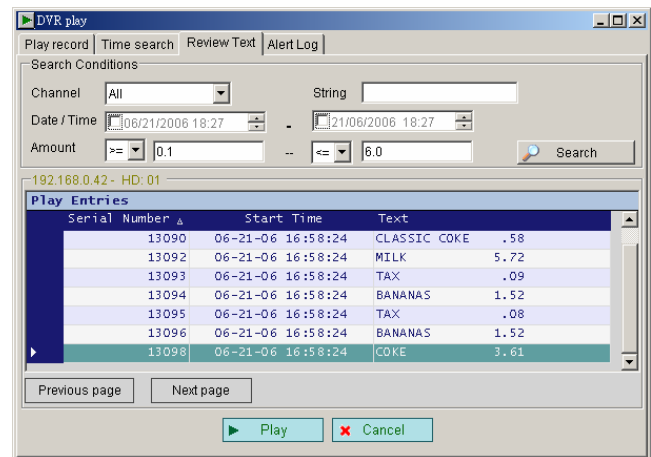 DVR play
Play record Time search Review Text Alert Log
Search Conditions
Channel All String
Date / Time 06/21/2006 18:27 - 21/06/2006 18:27
Amount >= 0.1 -- <= 6.0 Search
192.168.0.42 - HD: 01
Play Entries
Serial Number Start Time Text
13090 06-21-06 16:58:24 CLASSIC COKE .58
13092 06-21-06 16:58:24 MILK 5.72
13093 06-21-06 16:58:24 TAX .09
13094 06-21-06 16:58:24 BANANAS 1.52
13095 06-21-06 16:58:24 TAX .08
13096 06-21-06 16:58:24 BANANAS 1.52
13098 06-21-06 16:58:24 COKE 3.61
Previous page Next page
Play Cancel